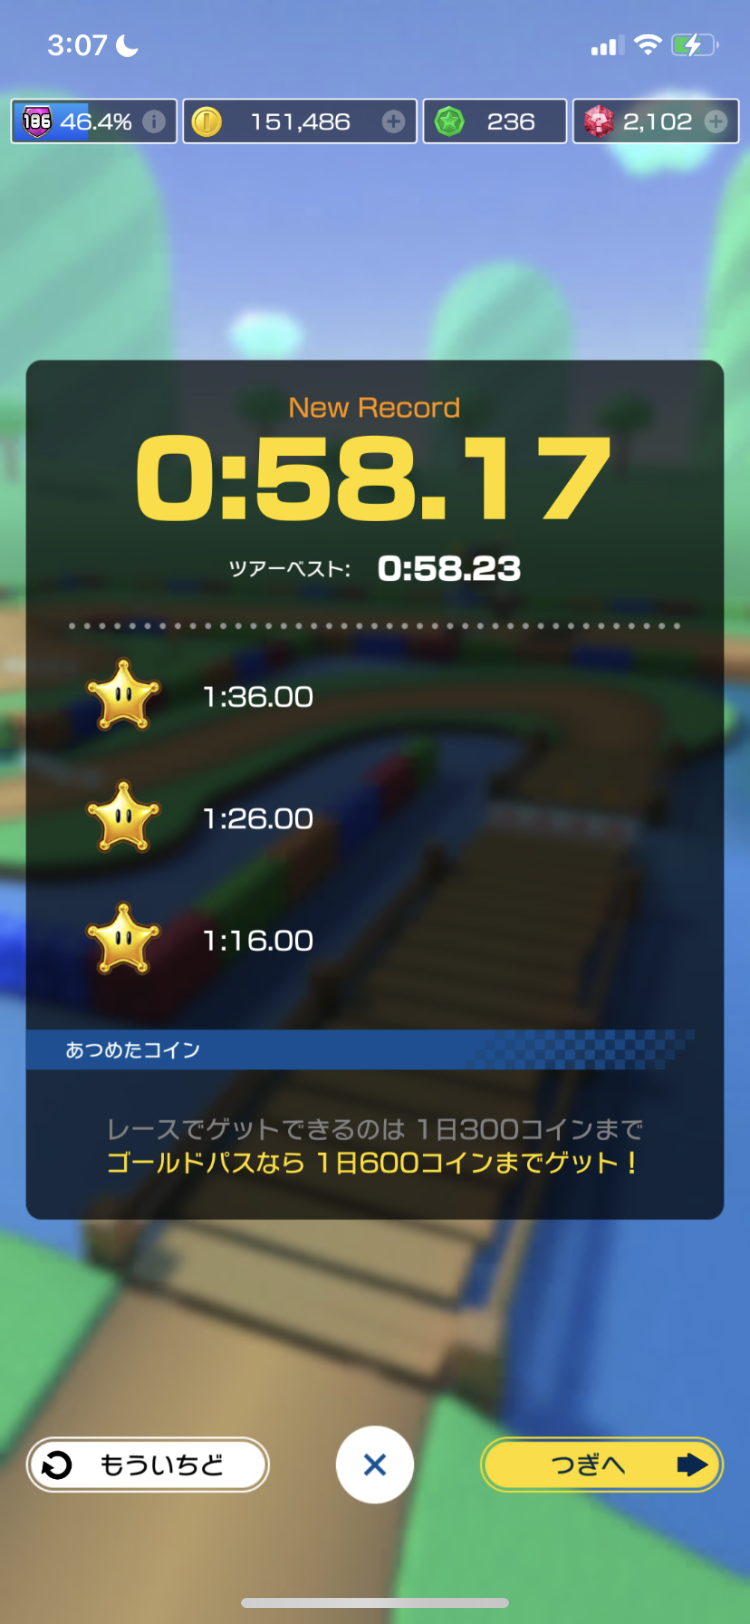 3:07
186 46.4% i 151,486 + 236 ? 2,102 +
New Record
0:58.17
ツアーベスト: 0:58.23
1:36.00
1:26.00
1:16.00
あつめたコイン
レースでゲットできるのは 1日300コインまで
ゴールドパスなら 1日600コインまでゲット！
もういちど × つぎへ